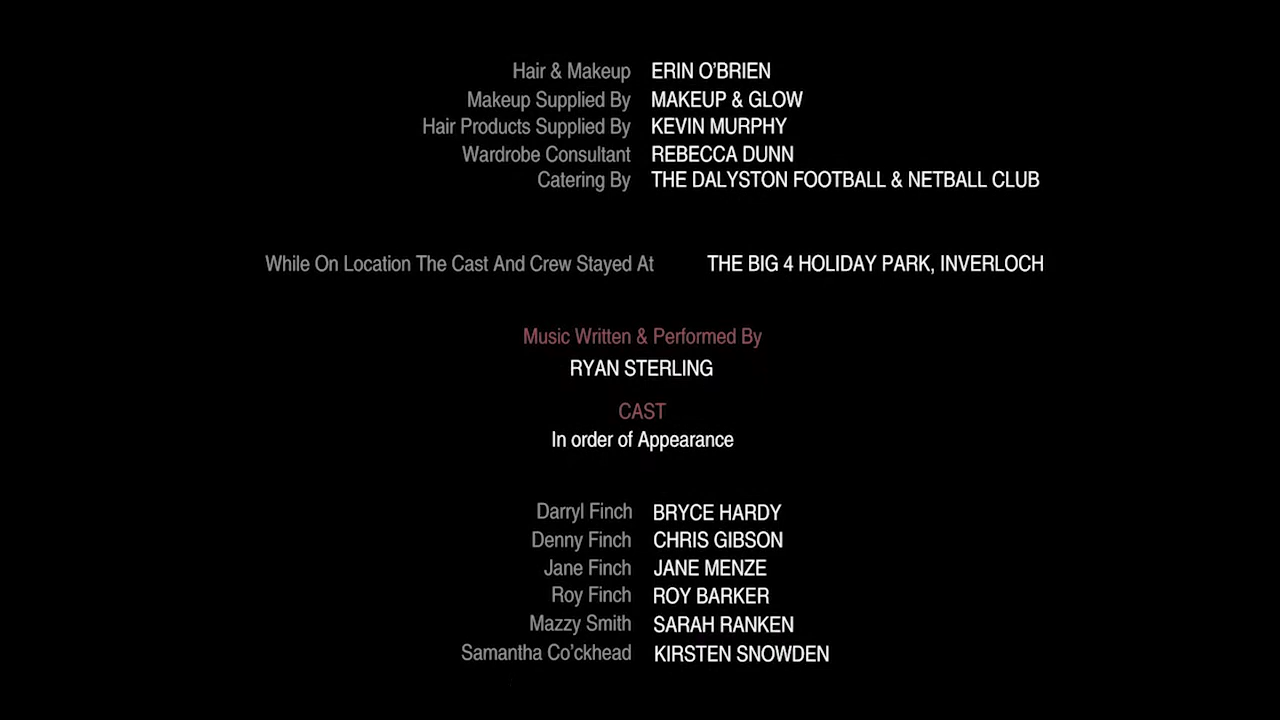 Hair & Makeup ERIN O'BRIEN
Makeup Supplied By MAKEUP & GLOW
Hair Products Supplied By KEVIN MURPHY
Wardrobe Consultant REBECCA DUNN
Catering By THE DALYSTON FOOTBALL & NETBALL CLUB
While On Location The Cast And Crew Stayed At THE BIG 4 HOLIDAY PARK, INVERLOCH
Music Written & Performed By
RYAN STERLING
CAST
In order of Appearance
Darryl Finch BRYCE HARDY
Denny Finch CHRIS GIBSON
Jane Finch JANE MENZE
Roy Finch ROY BARKER
Mazzy Smith SARAH RANKEN
Samantha Co'ckhead KIRSTEN SNOWDEN